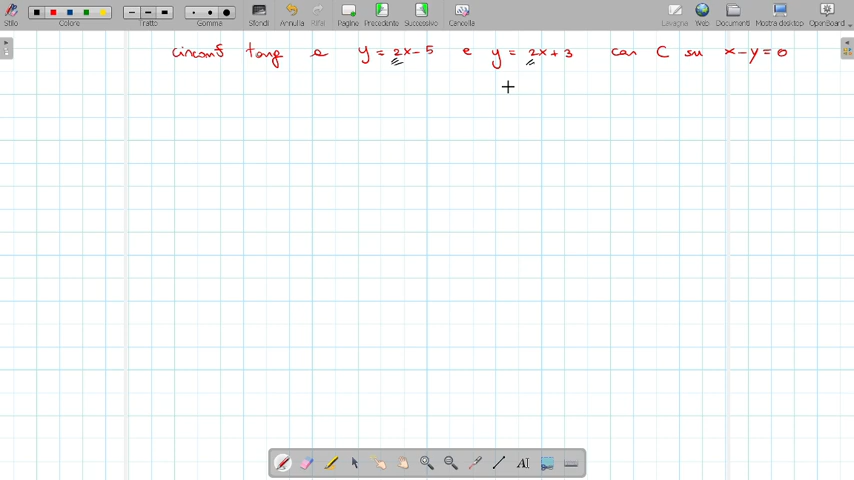 Stilo Colore Tratto Gomma Sfondi Annulla Rifai Pagine Precedente Successivo Cancella Lavagna Web Documenti Mostra desktop OpenBoard
circonf tang a y = 2x - 5 e y = 2x + 3 con C su x - y = 0